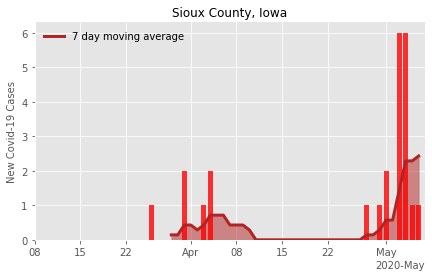 Sioux County, Iowa
7 day moving average
New Covid-19 Cases
6
5
4
3
2
1
0
08 15 22 Apr 08 15 22 May
2020-May